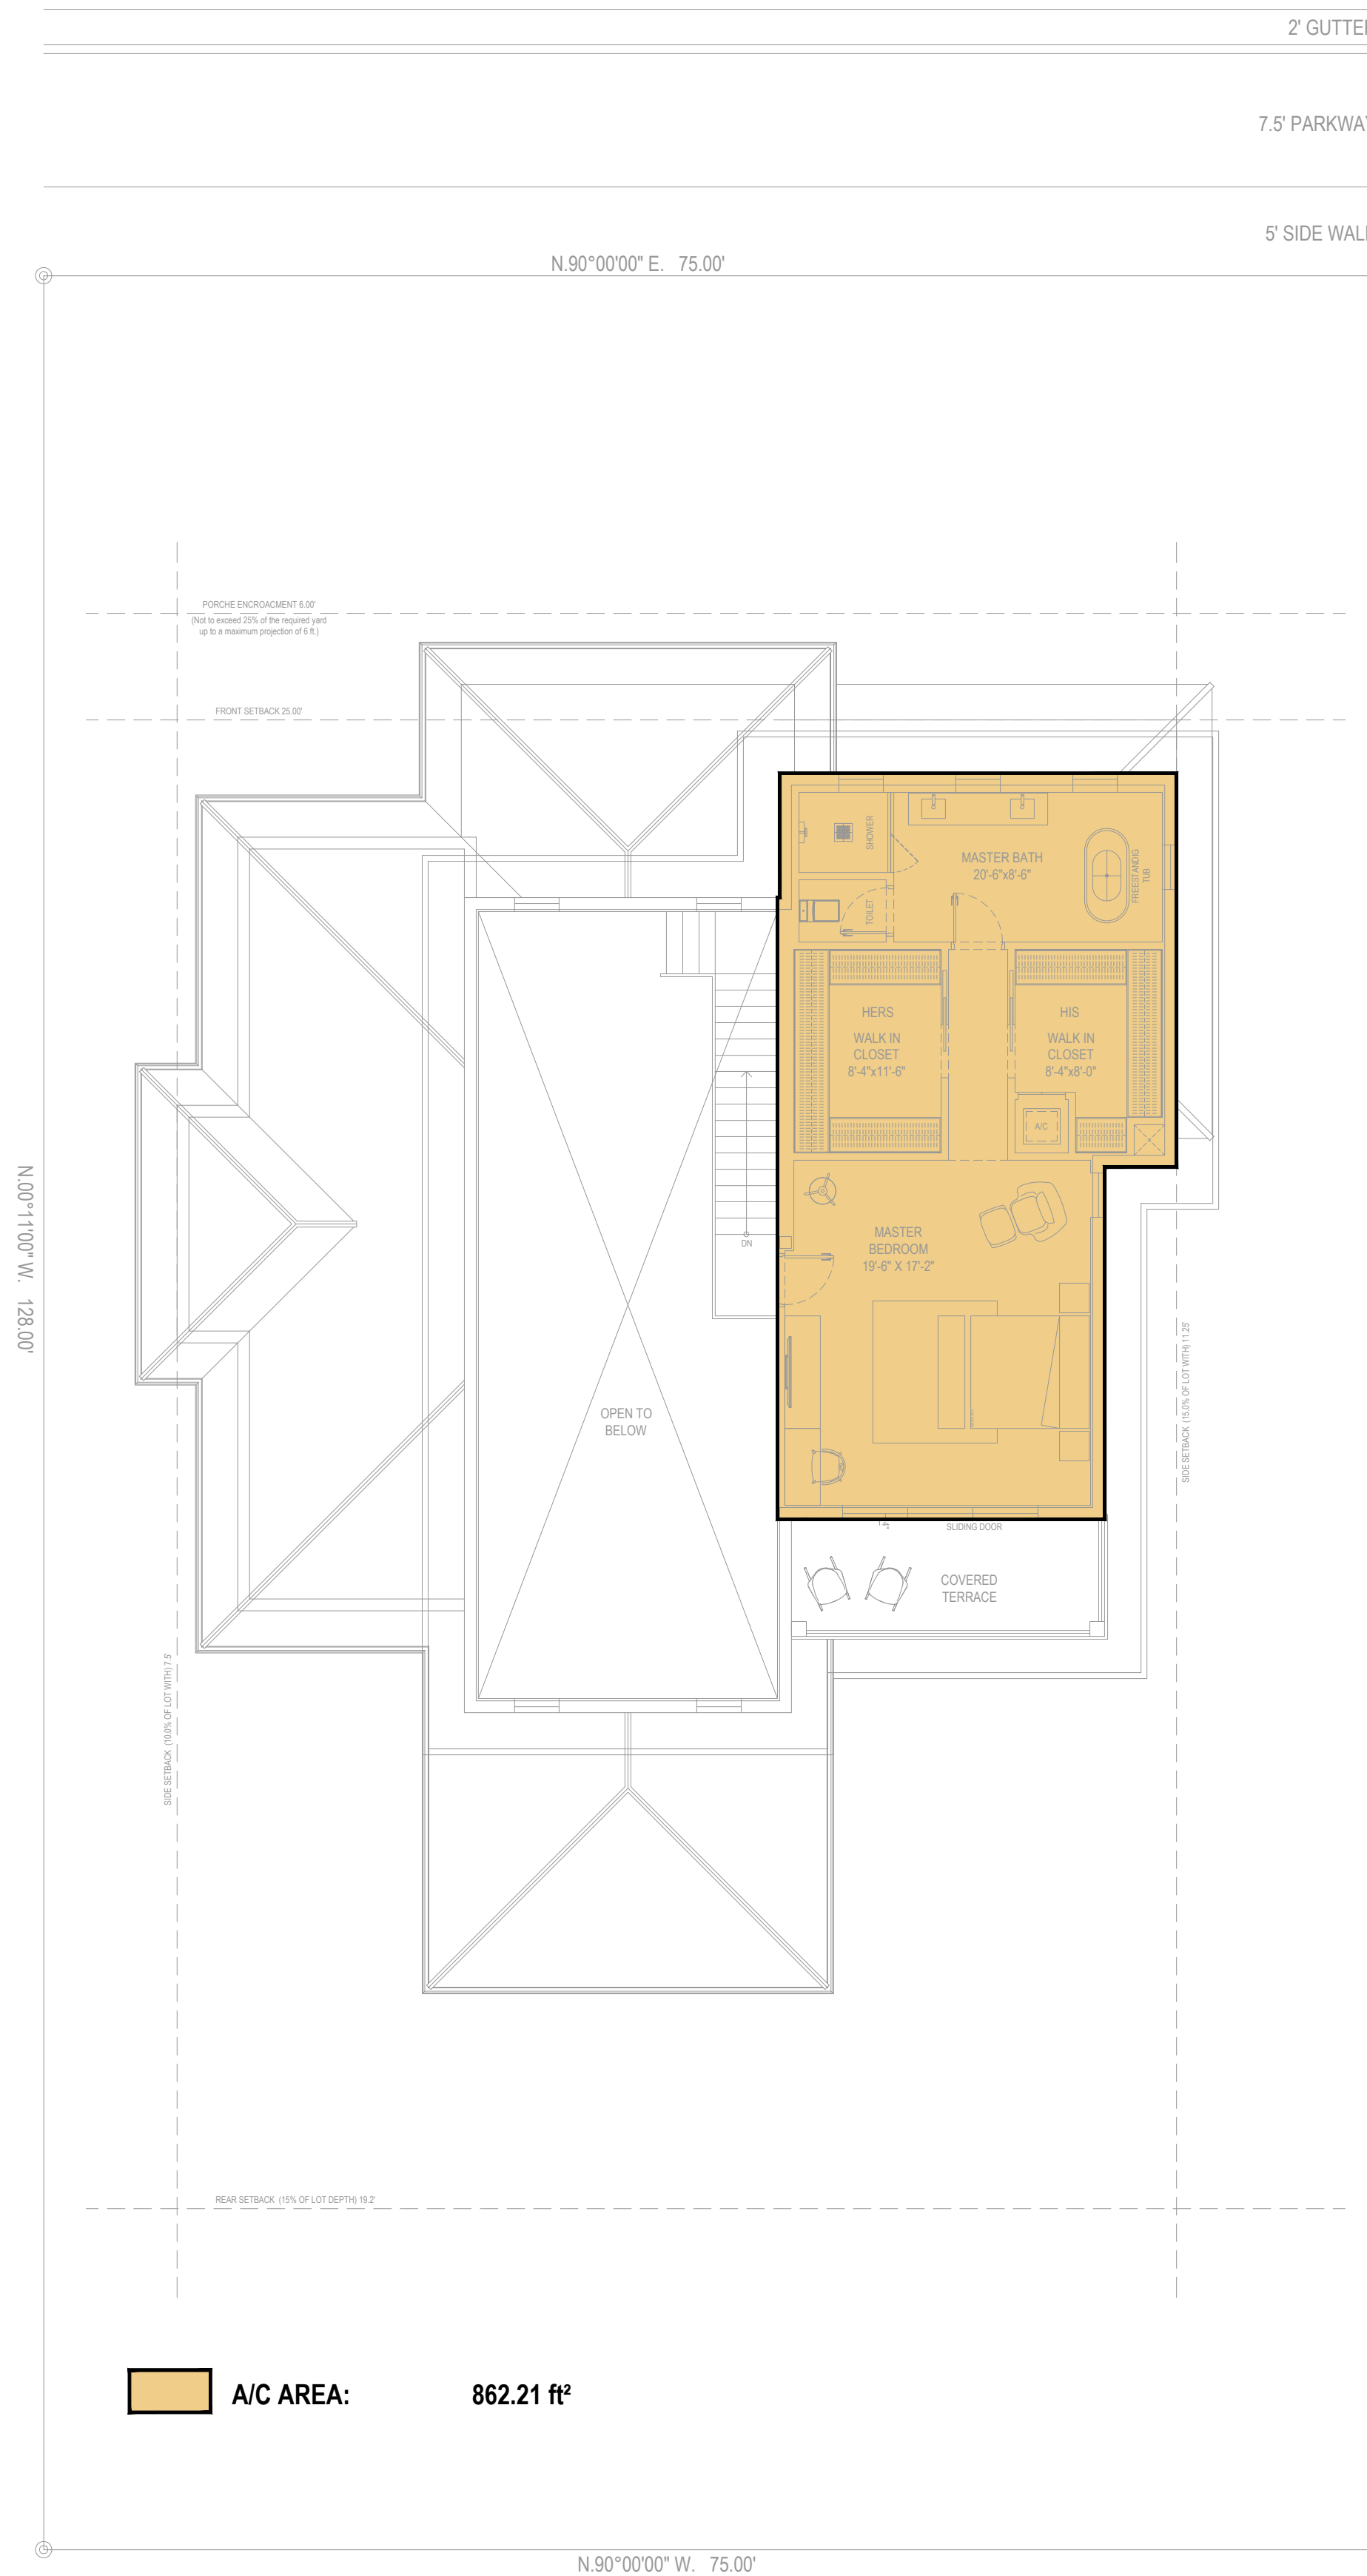 2' GUTTER
7.5' PARKWAY
5' SIDE WALK
N.90°00'00" E. 75.00'
PORCHE ENCROACMENT 6.00'
(Not to exceed 25% of the required yard
up to a maximum projection of 6 ft.)
FRONT SETBACK 25.00'
SHOWER
MASTER BATH
20'-6"x8'-6"
FREESTANDIG
TUB
TOILET
HERS
WALK IN
CLOSET
8'-4"x11'-6"
HIS
WALK IN
CLOSET
8'-4"x8'-0"
A/C
N.00°11'00" W. 128.00'
DN
MASTER
BEDROOM
19'-6" X 17'-2"
SIDE SETBACK (15.0% OF LOT WITH) 11.25'
OPEN TO
BELOW
SLIDING DOOR
COVERED
TERRACE
SIDE SETBACK (10.0% OF LOT WITH) 7.5'
REAR SETBACK (15% OF LOT DEPTH) 19.2'
A/C AREA: 862.21 ft²
N.90°00'00" W. 75.00'